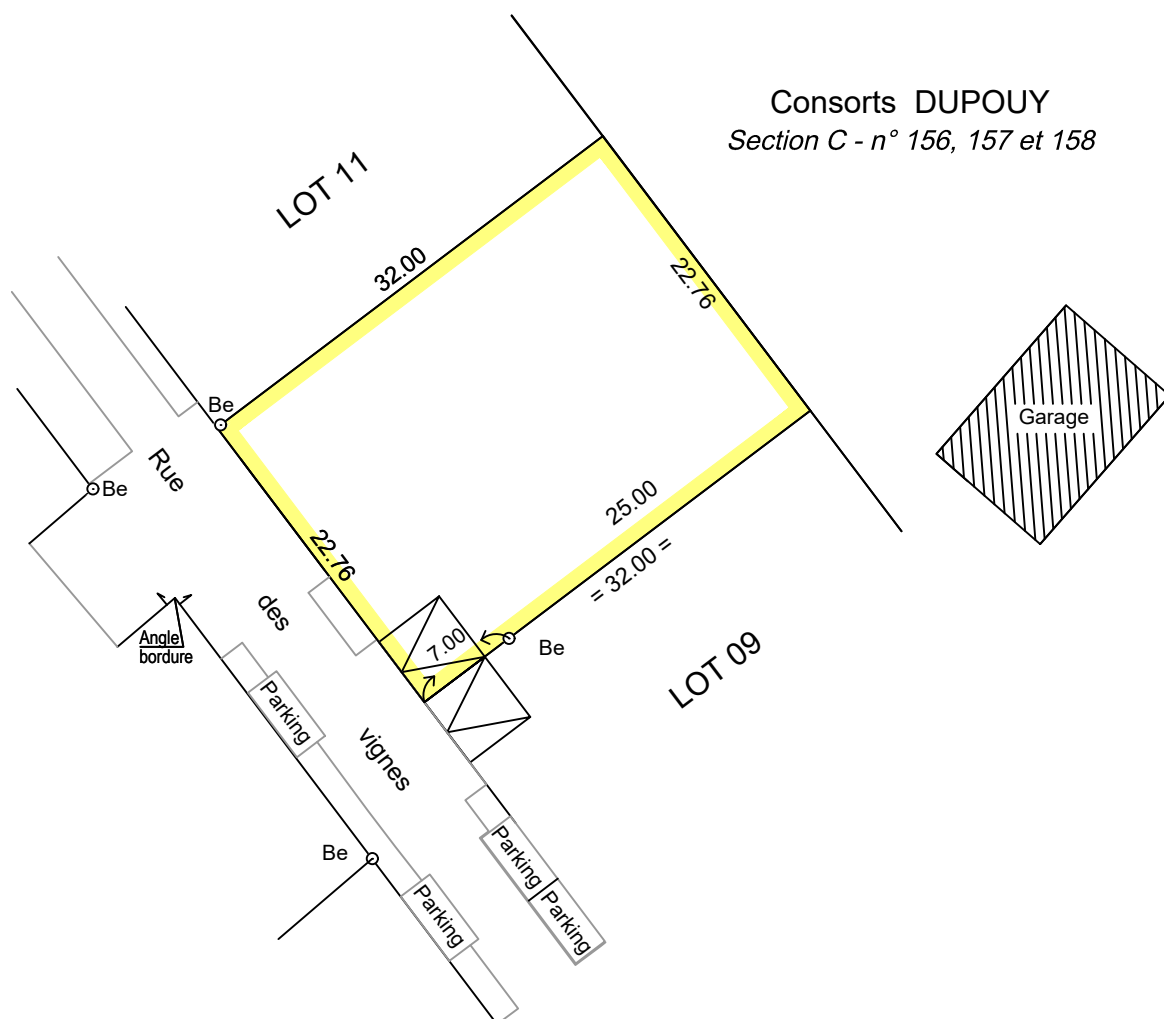 Consorts DUPOUY
Section C - n° 156, 157 et 158
LOT 11
32.00
22.76
Garage
Be
Rue
Be
25.00
22.76
= 32.00 =
des
7.00
Be
Angle
bordure
LOT 09
Parking
vignes
Be
Parking
Parking
Parking